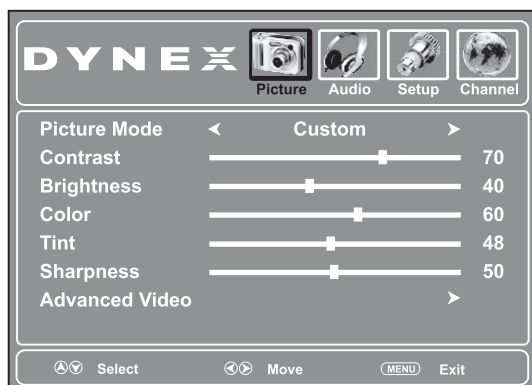 DYNEX
Picture Audio Setup Channel
Picture Mode Custom
Contrast 70
Brightness 40
Color 60
Tint 48
Sharpness 50
Advanced Video
Select Move MENU Exit